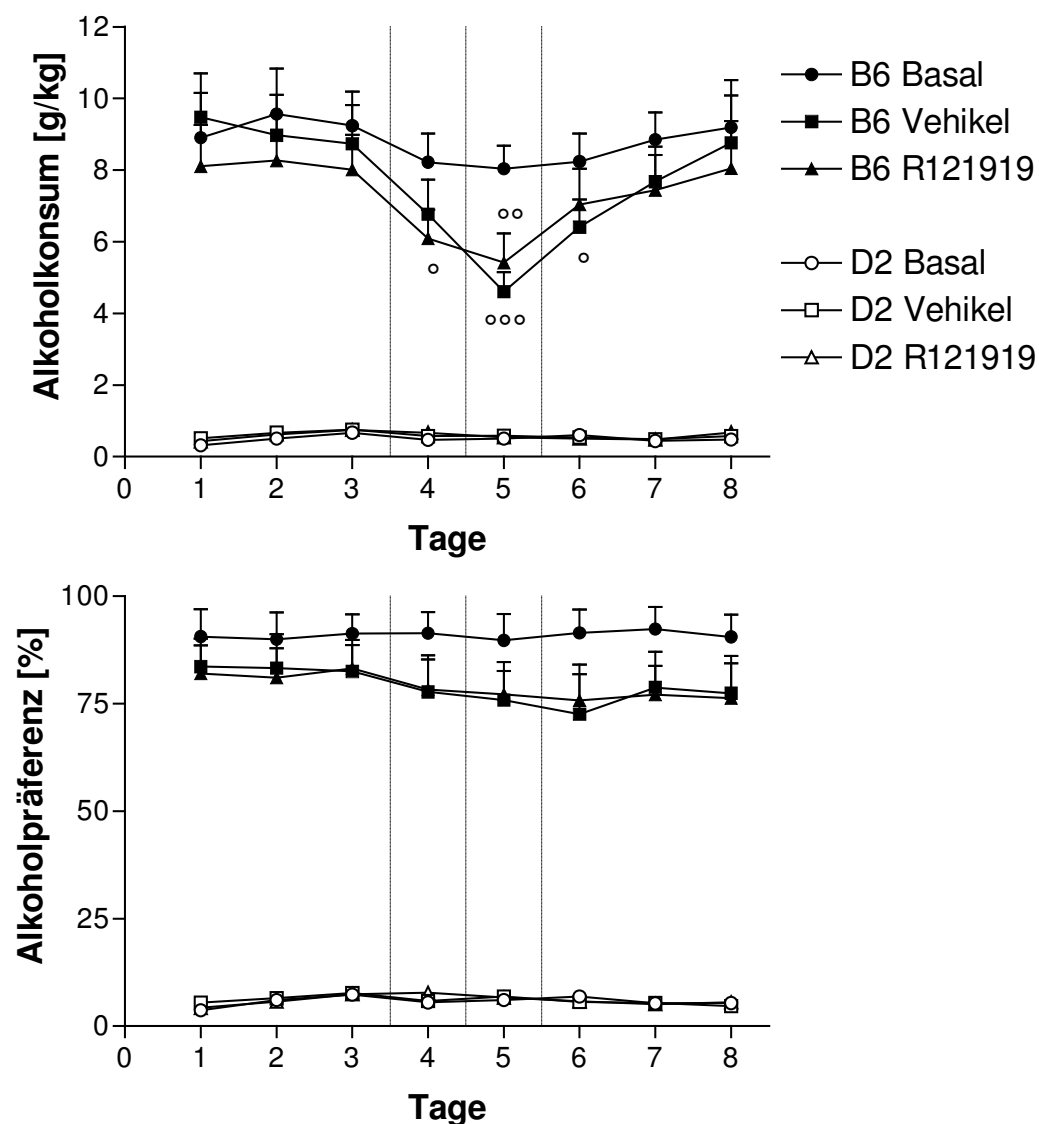 Alkoholkonsum [g/kg]
12
10
8
6
4
2
0
°°
°
°
°°°
0 1 2 3 4 5 6 7 8
Tage
B6 Basal
B6 Vehikel
B6 R121919
D2 Basal
D2 Vehikel
D2 R121919
Alkoholpräferenz [%]
100
75
50
25
0
0 1 2 3 4 5 6 7 8
Tage